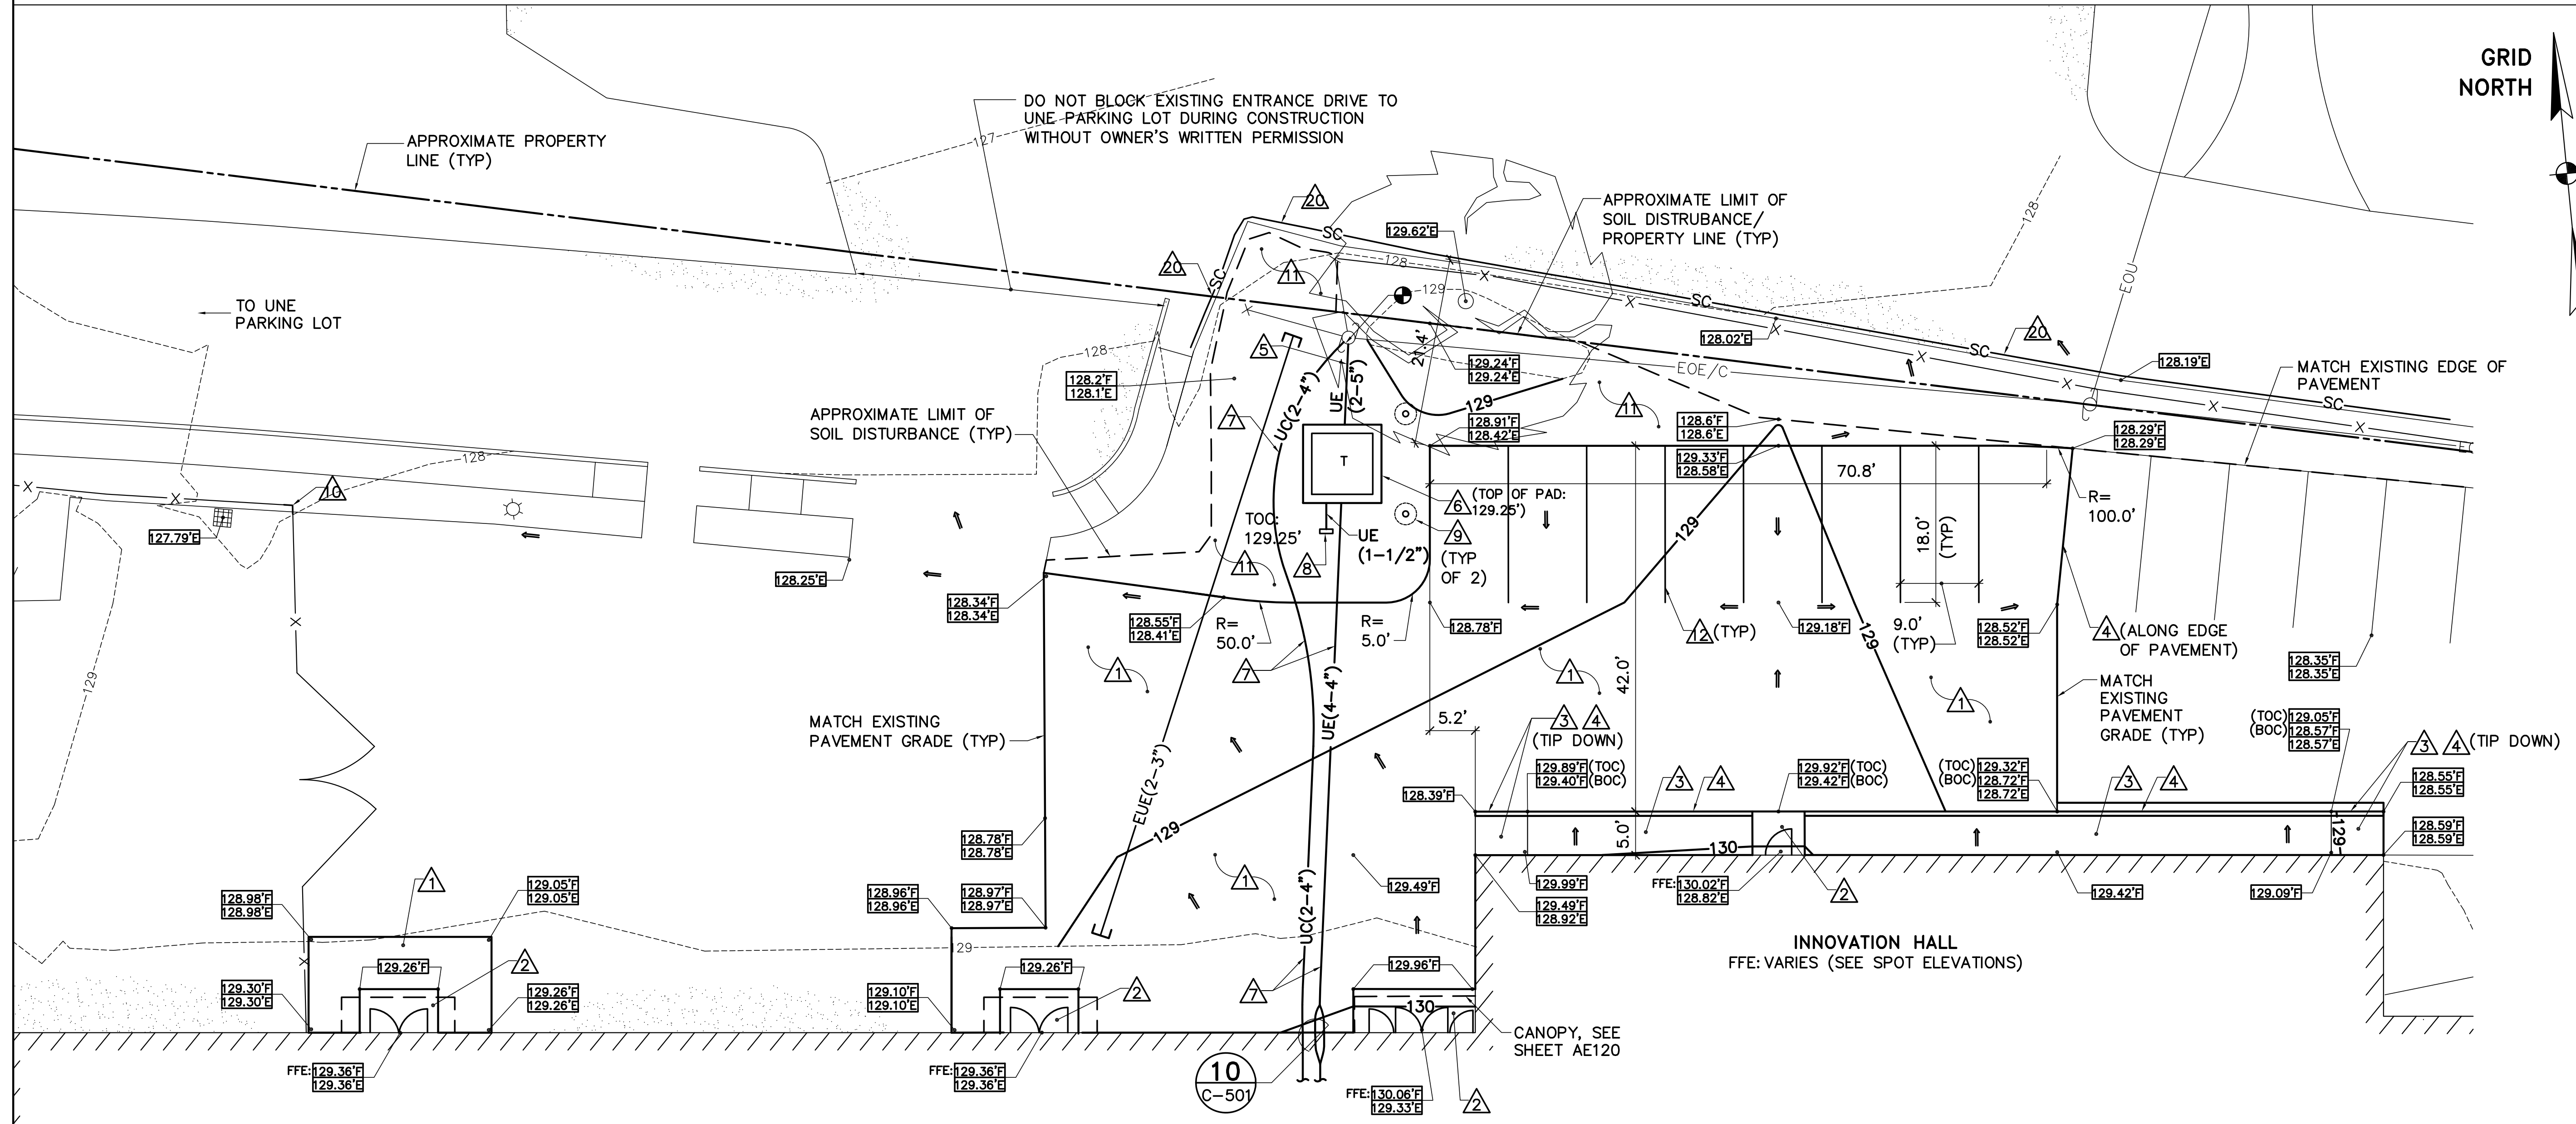 GRID
NORTH
DO NOT BLOCK EXISTING ENTRANCE DRIVE TO
UNE PARKING LOT DURING CONSTRUCTION
WITHOUT OWNER'S WRITTEN PERMISSION
127
APPROXIMATE PROPERTY
LINE (TYP)
20
SC
129.62'E
APPROXIMATE LIMIT OF
SOIL DISTRUBANCE/
PROPERTY LINE (TYP)
128
EOU
20
SC
11
128
129
SC
TO UNE
PARKING LOT
128.02'E
20
SC
128.19'E
MATCH EXISTING EDGE OF
PAVEMENT
SC
5
128
128.2'F
128.1'E
21.4'
129.24'F
129.24'E
EOE/C
UC(2-4")
UE
(2-5")
129
11
APPROXIMATE LIMIT OF
SOIL DISTURBANCE (TYP)
7
128.91'F
128.42'E
128.6'F
128.6'E
128.29'F
128.29'E
128
10
T
129.33'F
128.58'E
70.8'
6
(TOP OF PAD:
129.25')
R=
100.0'
127.79'E
TOC:
129.25'
9
(TYP
OF 2)
UE
(1-1/2")
129
18.0'
(TYP)
128.25'E
11
8
128.34'F
128.34'E
128.55'F
128.41'E
R=
50.0'
R=
5.0'
128.78'F
12
(TYP)
129.18'F
129
9.0'
(TYP)
128.52'F
128.52'E
4
(ALONG EDGE
OF PAVEMENT)
129
1
7
42.0'
1
1
128.35'F
128.35'E
MATCH
EXISTING
PAVEMENT
GRADE (TYP)
MATCH EXISTING
PAVEMENT GRADE (TYP)
UE(4-4")
5.2'
3
4
(TIP DOWN)
(TOC)
129.05'F
(BOC)
128.57'F
128.57'E
3
4
(TIP DOWN)
EUE(2-3")
129.89'F
(TOC)
129.40'F
(BOC)
3
4
129.92'F
(TOC)
129.42'F
(BOC)
(TOC)
129.32'F
(BOC)
128.72'F
128.72'E
3
4
128.55'F
128.55'E
128.39'F
129
128.78'F
128.78'E
5.0'
130
129
128.59'F
128.59'E
1
128.98'F
128.98'E
129.05'F
129.05'E
128.96'F
128.96'E
128.97'F
128.97'E
1
129.49'F
129.99'F
FFE:
130.02'F
128.82'E
2
129.42'F
129.09'F
129.49'F
128.92'E
UC(2-4")
129
INNOVATION HALL
FFE: VARIES (SEE SPOT ELEVATIONS)
129.26'F
2
129.26'F
129.96'F
129.30'F
129.30'E
129.26'F
129.26'E
129.10'F
129.10'E
2
7
130
CANOPY, SEE
SHEET AE120
FFE:
129.36'F
129.36'E
FFE:
129.36'F
129.36'E
10
C-501
FFE:
130.06'F
129.33'E
2